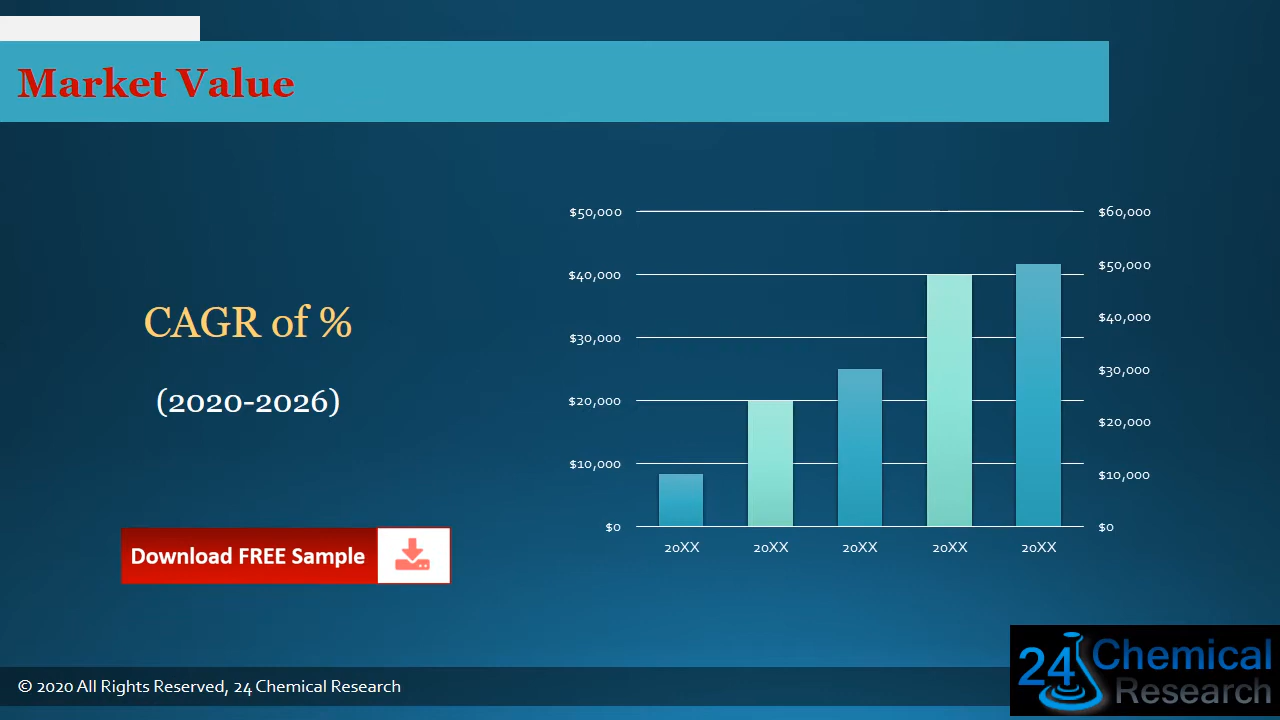 Market Value
CAGR of %
(2020-2026)
Download FREE Sample
$50,000
$40,000
$30,000
$20,000
$10,000
$0
$60,000
$50,000
$40,000
$30,000
$20,000
$10,000
$0
20XX 20XX 20XX 20XX 20XX
© 2020 All Rights Reserved, 24 Chemical Research
24 Chemical
Research